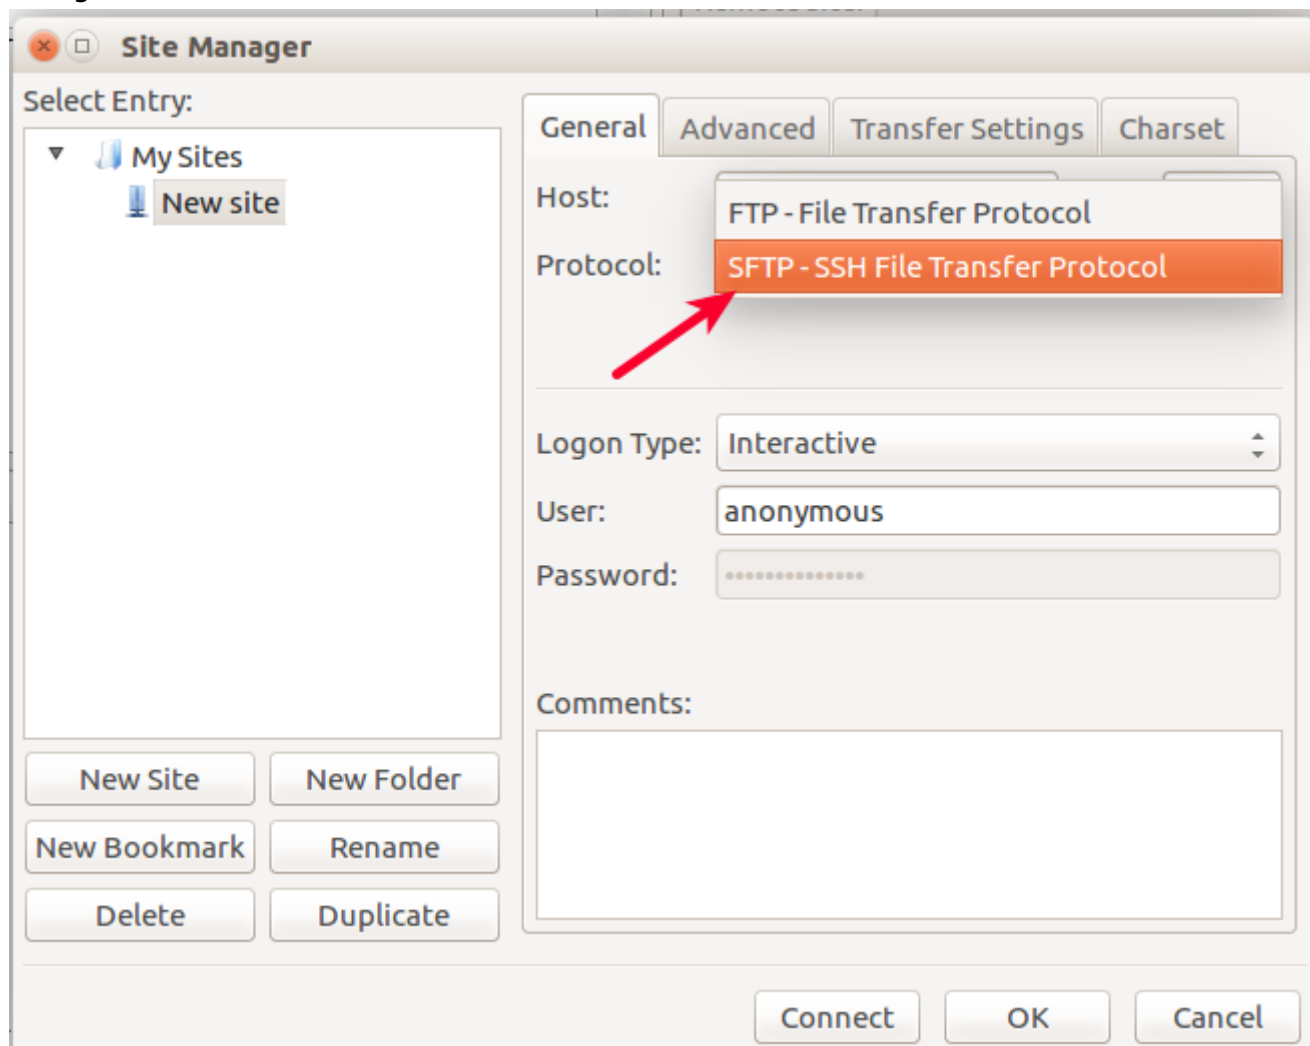 Site Manager
Select Entry:
My Sites
New site
General Advanced Transfer Settings Charset
Host:
FTP - File Transfer Protocol
Protocol:
SFTP - SSH File Transfer Protocol
Logon Type: Interactive
User: anonymous
Password: ••••••••••••••
Comments:
New Site New Folder
New Bookmark Rename
Delete Duplicate
Connect OK Cancel